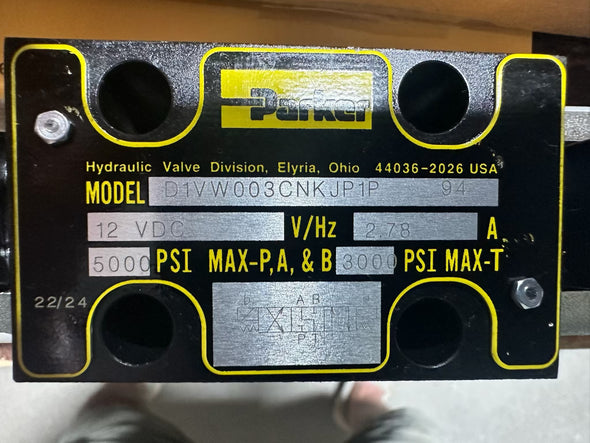 Parker
Hydraulic Valve Division, Elyria, Ohio 44036-2026 USA
MODEL D1VW003CNKJP1P 94
12 VDC V/Hz 2.78 A
5000 PSI MAX-P,A, & B 3000 PSI MAX-T
22/24
A B
P T